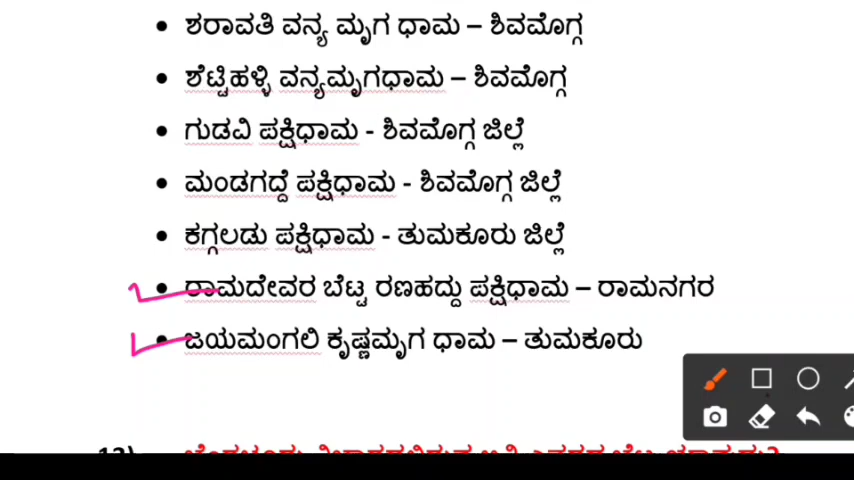 • ಶರಾವತಿ ವನ್ಯ ಮೃಗ ಧಾಮ – ಶಿವಮೊಗ್ಗ
• ಶೆಟ್ಟಿಹಳ್ಳಿ ವನ್ಯಮೃಗಧಾಮ – ಶಿವಮೊಗ್ಗ
• ಗುಡವಿ ಪಕ್ಷಿಧಾಮ - ಶಿವಮೊಗ್ಗ ಜಿಲ್ಲೆ
• ಮಂಡಗದ್ದೆ ಪಕ್ಷಿಧಾಮ - ಶಿವಮೊಗ್ಗ ಜಿಲ್ಲೆ
• ಕಗ್ಗಲಡು ಪಕ್ಷಿಧಾಮ - ತುಮಕೂರು ಜಿಲ್ಲೆ
• ರಾಮದೇವರ ಬೆಟ್ಟ ರಣಹದ್ದು ಪಕ್ಷಿಧಾಮ – ರಾಮನಗರ
• ಜಯಮಂಗಲಿ ಕೃಷ್ಣಮೃಗ ಧಾಮ – ತುಮಕೂರು